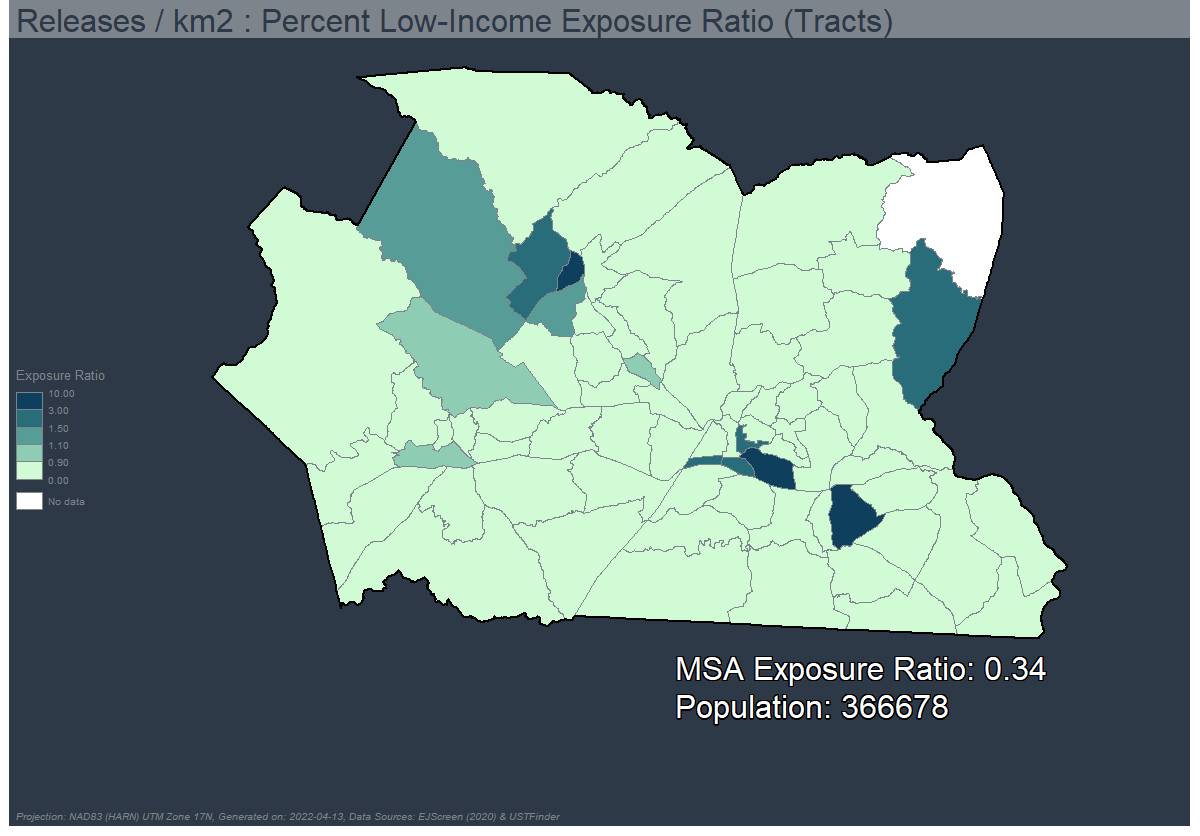 Releases / km2 : Percent Low-Income Exposure Ratio (Tracts)
Exposure Ratio
10.00
3.00
1.50
1.10
0.90
0.00
No data
MSA Exposure Ratio: 0.34
Population: 366678
Projection: NAD83 (HARN) UTM Zone 17N, Generated on: 2022-04-13, Data Sources: EJScreen (2020) & USTFinder